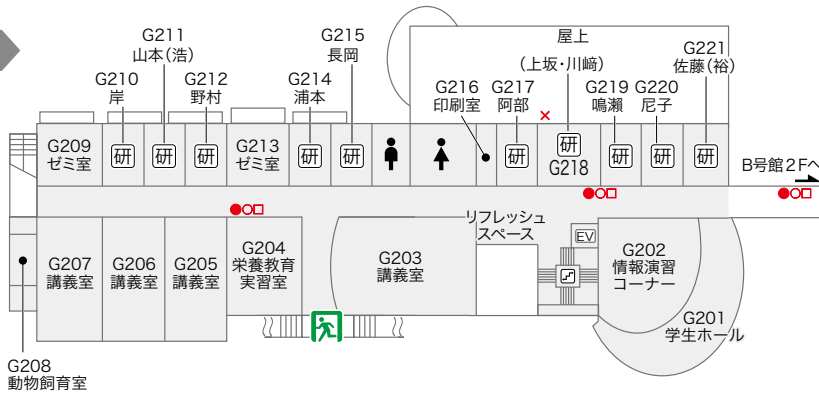 G211
山本(浩)
G215
長岡
屋上
G221
佐藤(裕)
(上坂・川﨑)
G210
岸
G212
野村
G214
浦本
G216
印刷室
G217
阿部
G219
鳴瀬
G220
尼子
G209
ゼミ室
研
研
研
G213
ゼミ室
研
研
研
研
G218
研
研
研
B号館2Fへ
リフレッシュ
スペース
EV
G207
講義室
G206
講義室
G205
講義室
G204
栄養教育
実習室
G203
講義室
G202
情報演習
コーナー
G201
学生ホール
G208
動物飼育室